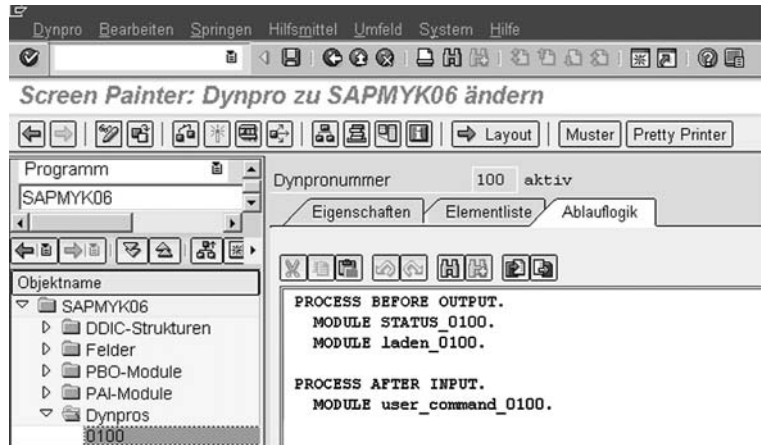 Dynpro Bearbeiten Springen Hilfsmittel Umfeld System Hilfe
Screen Painter: Dynpro zu SAPMYK06 ändern
Layout Muster Pretty Printer
Programm
SAPMYK06
Objektname
SAPMYK06
DDIC-Strukturen
Felder
PBO-Module
PAI-Module
Dynpros
0100
Dynpronummer 100 aktiv
Eigenschaften Elementliste Ablauflogik
PROCESS BEFORE OUTPUT.
MODULE STATUS_0100.
MODULE laden_0100.
PROCESS AFTER INPUT.
MODULE user_command_0100.